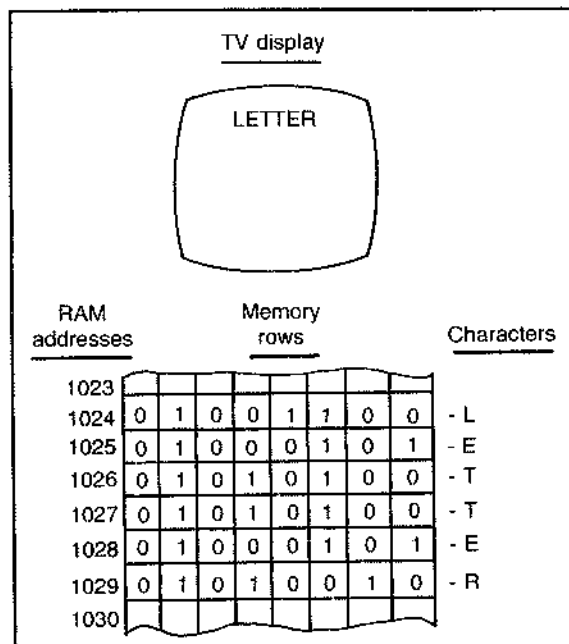 TV display
LETTER
RAM addresses
Memory rows
Characters
1023
1024 0 1 0 0 1 1 0 0 - L
1025 0 1 0 0 0 1 0 1 - E
1026 0 1 0 1 0 1 0 0 - T
1027 0 1 0 1 0 1 0 0 - T
1028 0 1 0 0 0 1 0 1 - E
1029 0 1 0 1 0 0 1 0 - R
1030